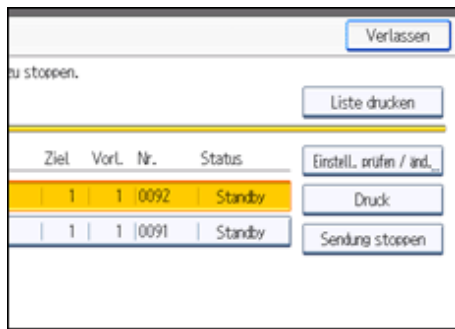 Verlassen
zu stoppen.
Liste drucken
Ziel Vorl. Nr. Status
Einstell. prüfen / änd.
1 1 0092 Standby
Druck
1 1 0091 Standby
Sendung stoppen